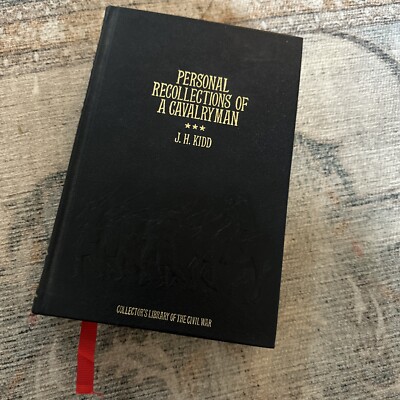 PERSONAL
RECOLLECTIONS OF
A CAVALRYMAN
★★★
J. H. KIDD
COLLECTOR'S LIBRARY OF THE CIVIL WAR